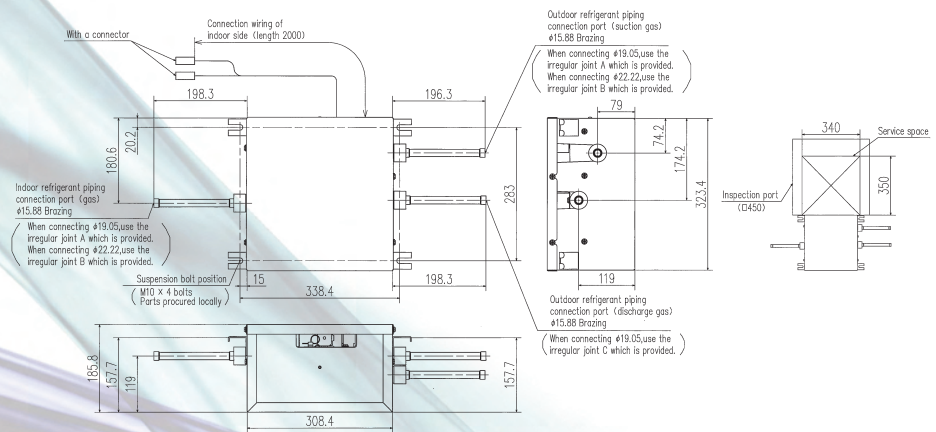 With a connector
Connection wiring of
indoor side (length 2000)
Outdoor refrigerant piping
connection port (suction gas)
φ15.88 Brazing
When connecting φ19.05,use the
irregular joint A which is provided.
When connecting φ22.22,use the
irregular joint B which is provided.
198.3
196.3
20.2
180.6
283
Indoor refrigerant piping
connection port (gas)
φ15.88 Brazing
When connecting φ19.05,use the
irregular joint A which is provided.
When connecting φ22.22,use the
irregular joint B which is provided.
Suspension bolt position
M10 × 4 bolts
Parts procured locally
15
338.4
198.3
79
74.2
174.2
323.4
119
Outdoor refrigerant piping
connection port (discharge gas)
φ15.88 Brazing
When connecting φ19.05,use the
irregular joint C which is provided.
340
Service space
350
Inspection port
(□450)
185.8
157.7
119
157.7
308.4